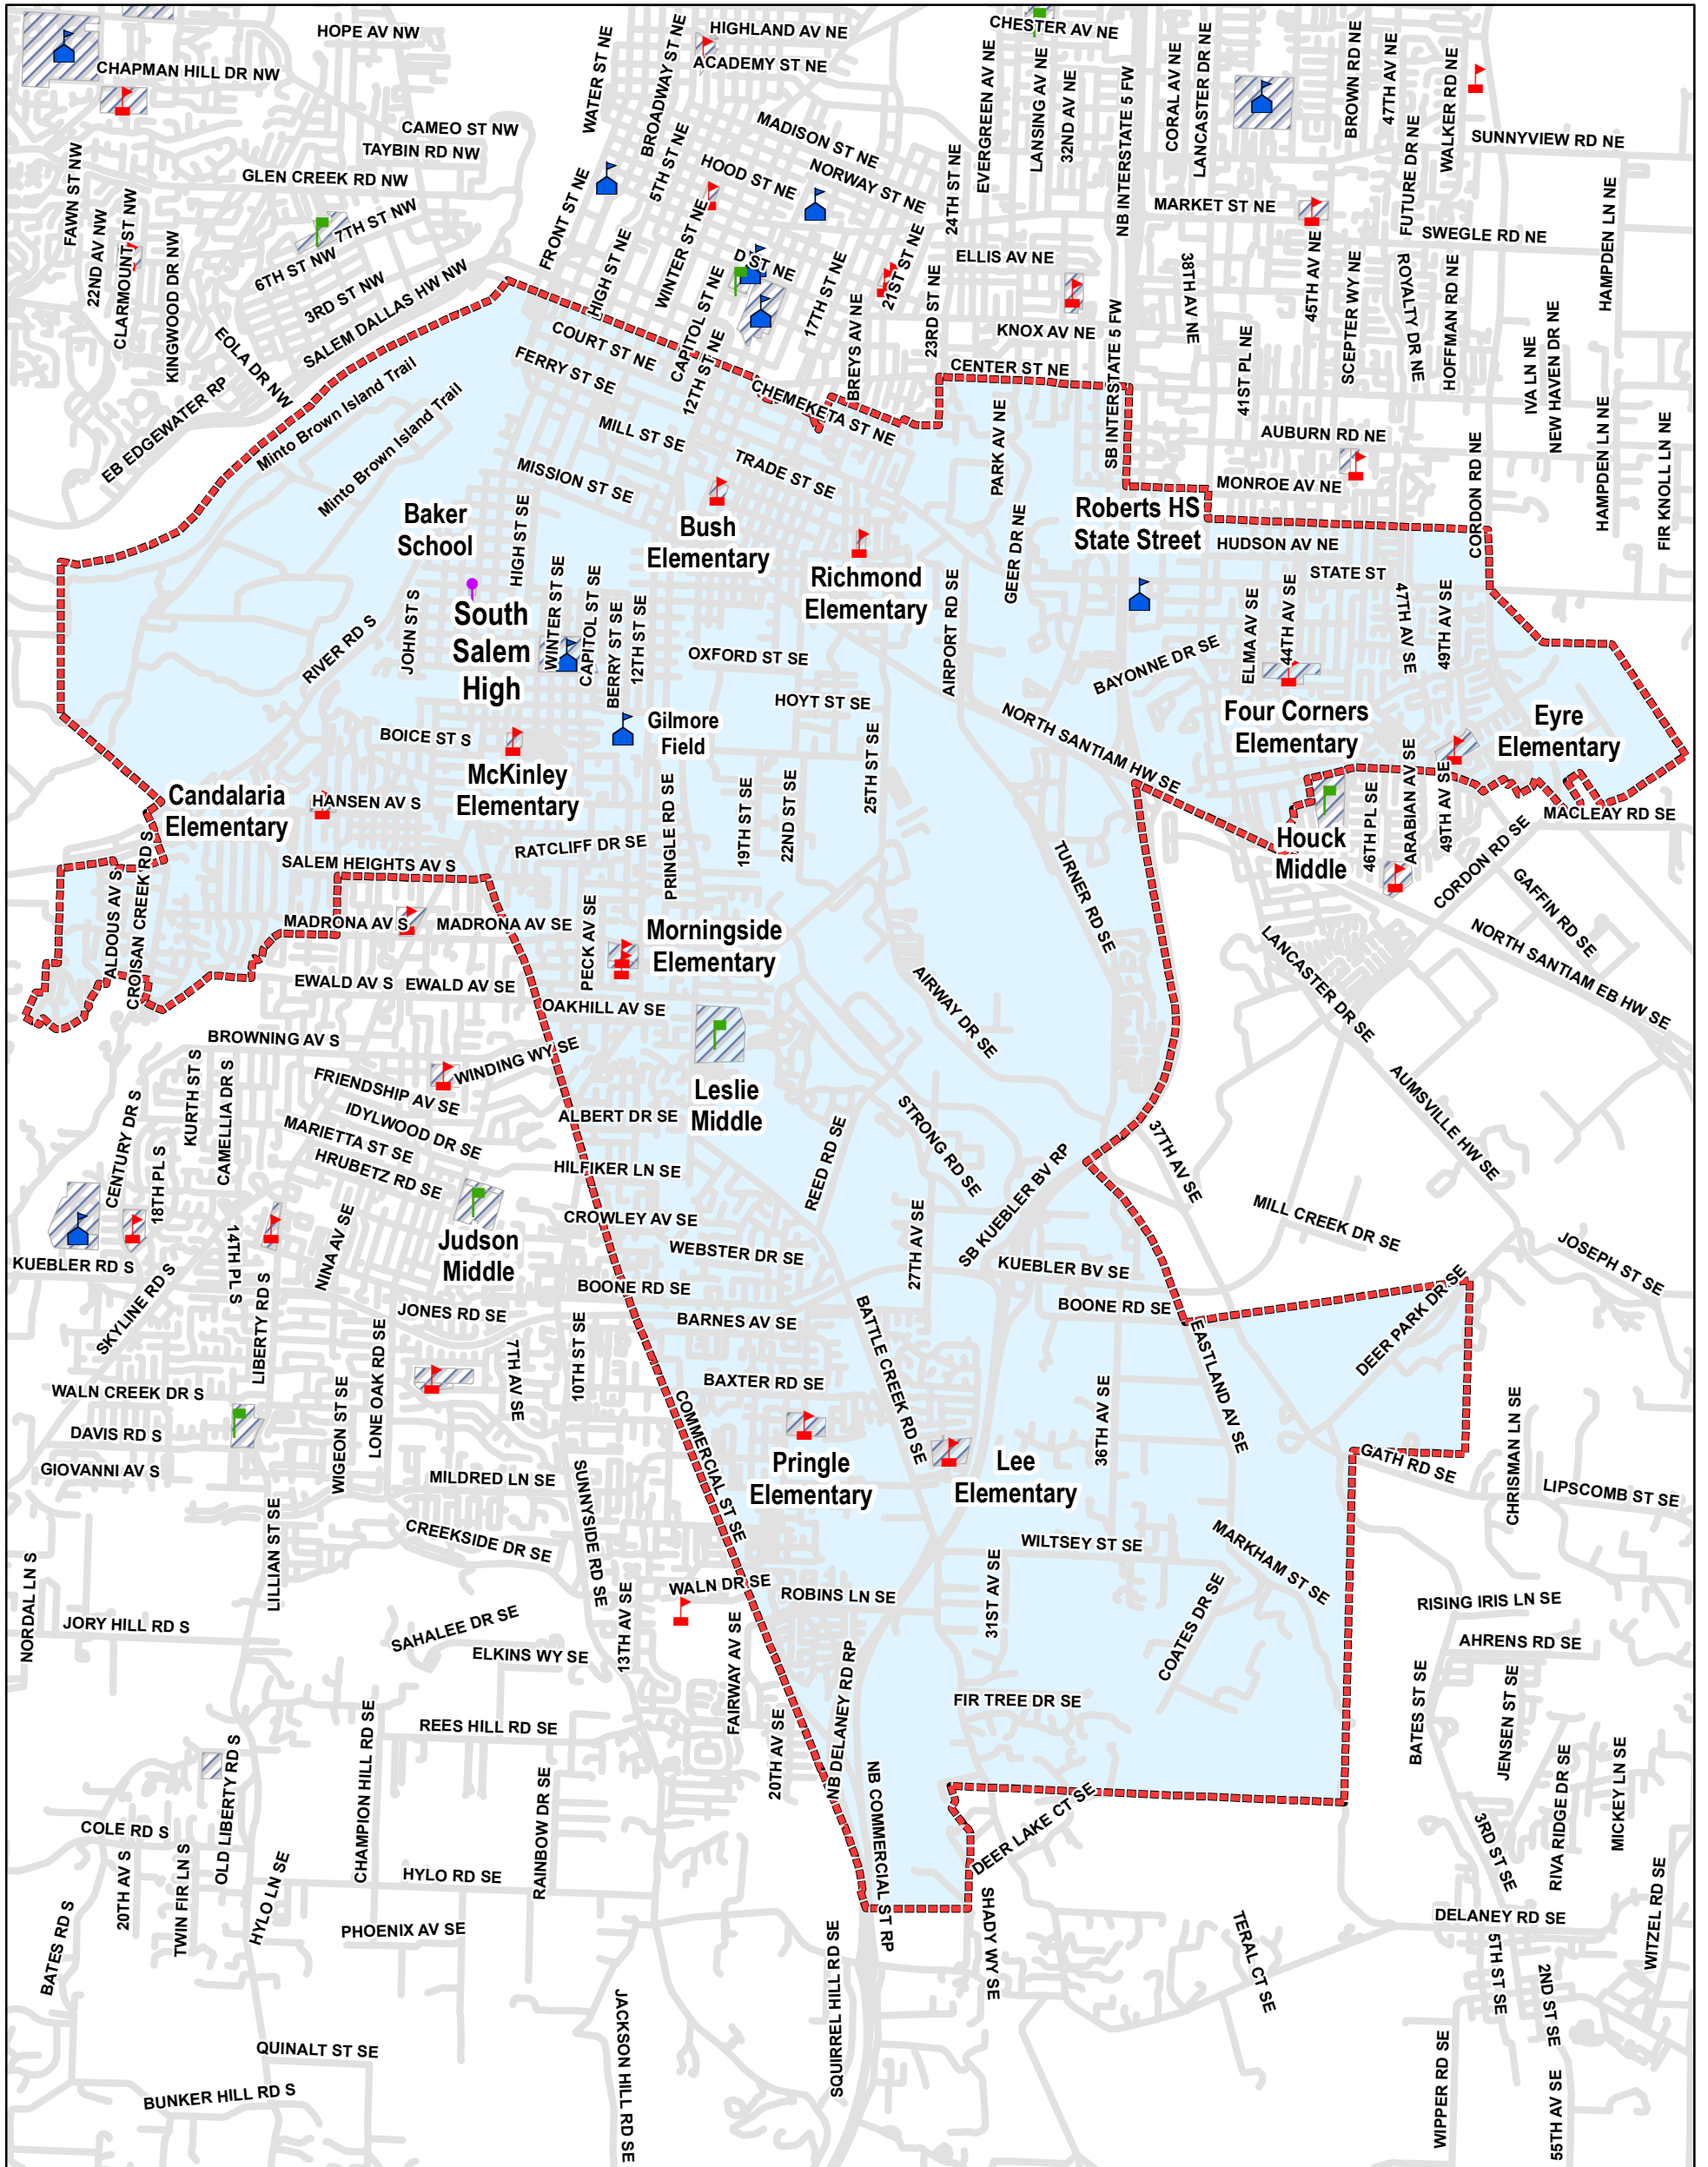 HOPE AV NW
CHAPMAN HILL DR NW
CAMEO ST NW
TAYBIN RD NW
GLEN CREEK RD NW
FAWN ST NW
22ND AV NW
CLARMOUNT ST NW
KINGWOOD DR NW
7TH ST NW
6TH ST NW
3RD ST NW
SALEM DALLAS HW NW
EOLA DR NW
EB EDGEWATER RP
Minto Brown Island Trail
Minto Brown Island Trail
WATER ST NE
BROADWAY ST NE
HIGHLAND AV NE
ACADEMY ST NE
5TH ST NE
MADISON ST NE
HOOD ST NE
NORWAY ST NE
FRONT ST NE
HIGH ST NE
WINTER ST NE
CAPITOL ST NE
D ST NE
12TH ST NE
17TH ST NE
21ST ST NE
BREYS AV NE
23RD ST NE
24TH ST NE
CHESTER AV NE
EVERGREEN AV NE
LANSING AV NE
32ND AV NE
NB INTERSTATE 5 FW
CORAL AV NE
LANCASTER DR NE
BROWN RD NE
47TH AV NE
WALKER RD NE
FUTURE DR NE
SUNNYVIEW RD NE
MARKET ST NE
SWEGLE RD NE
HAMPDEN LN NE
ELLIS AV NE
38TH AV NE
45TH AV NE
SCEPTER WY NE
ROYALTY DR NE
HOFFMAN RD NE
KNOX AV NE
SB INTERSTATE 5 FW
41ST PL NE
IVA LN NE
NEW HAVEN DR NE
CENTER ST NE
COURT ST NE
FERRY ST SE
CHEMEKETA ST NE
MILL ST SE
TRADE ST SE
MISSION ST SE
PARK AV NE
AUBURN RD NE
MONROE AV NE
CORDON RD NE
HAMPDEN LN NE
FIR KNOLL LN NE
Baker
School
HIGH ST SE
Bush
Elementary
Richmond
Elementary
Roberts HS
State Street
GEER DR NE
HUDSON AV NE
STATE ST
South
Salem
High
JOHN ST S
RIVER RD S
WINTER ST SE
CAPITOL ST SE
BERRY ST SE
12TH ST SE
OXFORD ST SE
HOYT ST SE
AIRPORT RD SE
BAYONNE DR SE
ELMA AV SE
44TH AV SE
47TH AV SE
49TH AV SE
NORTH SANTIAM HW SE
Four Corners
Elementary
Eyre
Elementary
BOICE ST S
Gilmore
Field
McKinley
Elementary
Candalaria
Elementary
HANSEN AV S
25TH ST SE
PRINGLE RD SE
19TH ST SE
22ND ST SE
RATCLIFF DR SE
SALEM HEIGHTS AV S
Houck
Middle
46TH PL SE
ARABIAN AV SE
49TH AV SE
MACLEAY RD SE
CORDON RD SE
GAFFIN RD SE
TURNER RD SE
CROISAN CREEK RD S
ALDOUS AV S
MADRONA AV S
MADRONA AV SE
PECK AV SE
Morningside
Elementary
EWALD AV S
EWALD AV SE
OAKHILL AV SE
AIRWAY DR SE
LANCASTER DR SE
NORTH SANTIAM EB HW SE
BROWNING AV S
WINDING WY SE
FRIENDSHIP AV SE
IDYLWOOD DR SE
MARIETTA ST SE
HRUBETZ RD SE
KURTH ST S
CAMELLIA DR S
CENTURY DR S
18TH PL S
Leslie
Middle
ALBERT DR SE
HILFIKER LN SE
REED RD SE
STRONG RD SE
AUMSVILLE HW SE
37TH AV SE
Judson
Middle
CROWLEY AV SE
WEBSTER DR SE
27TH AV SE
SB KUEBLER BV RP
KUEBLER BV SE
MILL CREEK DR SE
JOSEPH ST SE
KUEBLER RD S
SKYLINE RD S
14TH PL S
NINA AV SE
LIBERTY RD S
BOONE RD SE
BARNES AV SE
BOONE RD SE
JONES RD SE
LONE OAK RD SE
7TH AV SE
10TH ST SE
BATTLE CREEK RD SE
EASTLAND AV SE
DEER PARK DR SE
BAXTER RD SE
WALN CREEK DR S
DAVIS RD S
GIOVANNI AV S
WIGEON ST SE
COMMERCIAL ST SE
36TH AV SE
CHRISMAN LN SE
GATH RD SE
LIPSCOMB ST SE
Pringle
Elementary
Lee
Elementary
MILDRED LN SE
CREEKSIDE DR SE
SUNNYSIDE RD SE
LILLIAN ST SE
NORDAL LN S
WILTSEY ST SE
MARKHAM ST SE
WALN DR SE
ROBINS LN SE
31ST AV SE
COATES DR SE
RISING IRIS LN SE
AHRENS RD SE
JORY HILL RD S
SAHALEE DR SE
ELKINS WY SE
13TH AV SE
FAIRWAY AV SE
20TH AV SE
NB DELANEY RD RP
FIR TREE DR SE
REES HILL RD SE
CHAMPION HILL RD SE
OLD LIBERTY RD S
BATES ST SE
JENSEN ST SE
RIVA RIDGE DR SE
MICKEY LN SE
COLE RD S
20TH AV S
TWIN FIR LN S
HYLO LN SE
HYLO RD SE
RAINBOW DR SE
NB COMMERCIAL ST RP
DEER LAKE CT SE
3RD ST SE
WITZEL RD SE
BATES RD S
PHOENIX AV SE
SQUIRREL HILL RD SE
SHADY WY SE
TERAL CT SE
DELANEY RD SE
5TH ST SE
2ND ST SE
JACKSON HILL RD SE
QUINALT ST SE
BUNKER HILL RD S
WIPPER RD SE
55TH AV SE